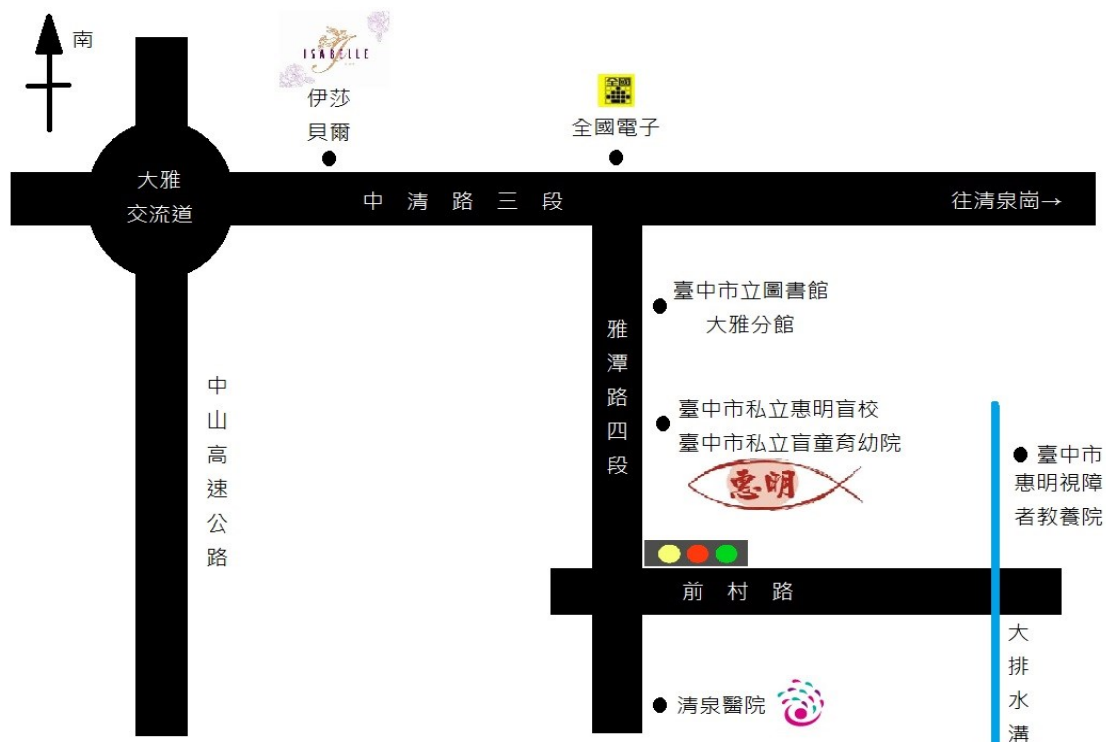 南
ISABELLE
伊莎
貝爾
全國
全國電子
大雅
交流道
中清路三段
往清泉崗→
臺中市立圖書館
大雅分館
雅潭路四段
中山高速公路
臺中市私立惠明盲校
臺中市私立盲童育幼院
惠明
臺中市
惠明視障
者教養院
前村路
大排水溝
清泉醫院